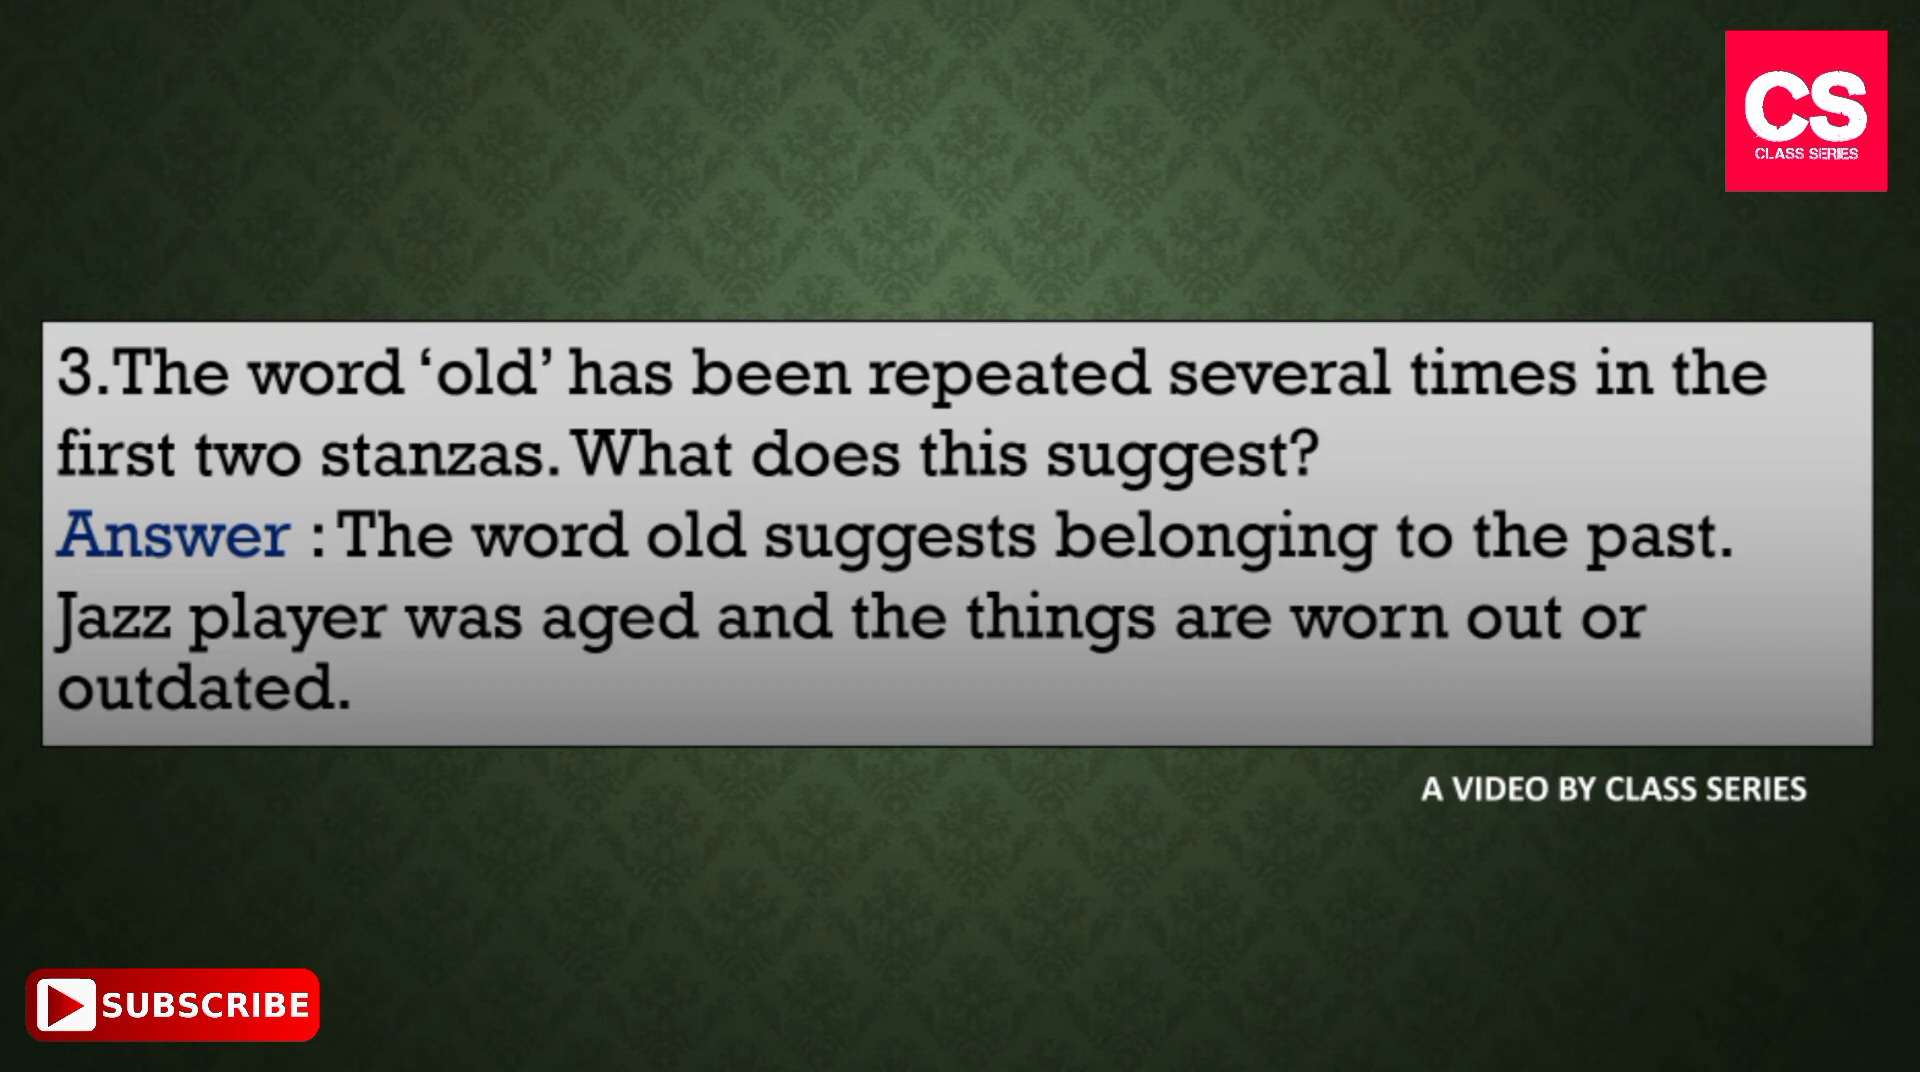 CS
CLASS SERIES
3.The word ‘old’ has been repeated several times in the
first two stanzas. What does this suggest?
Answer : The word old suggests belonging to the past.
Jazz player was aged and the things are worn out or
outdated.
A VIDEO BY CLASS SERIES
SUBSCRIBE